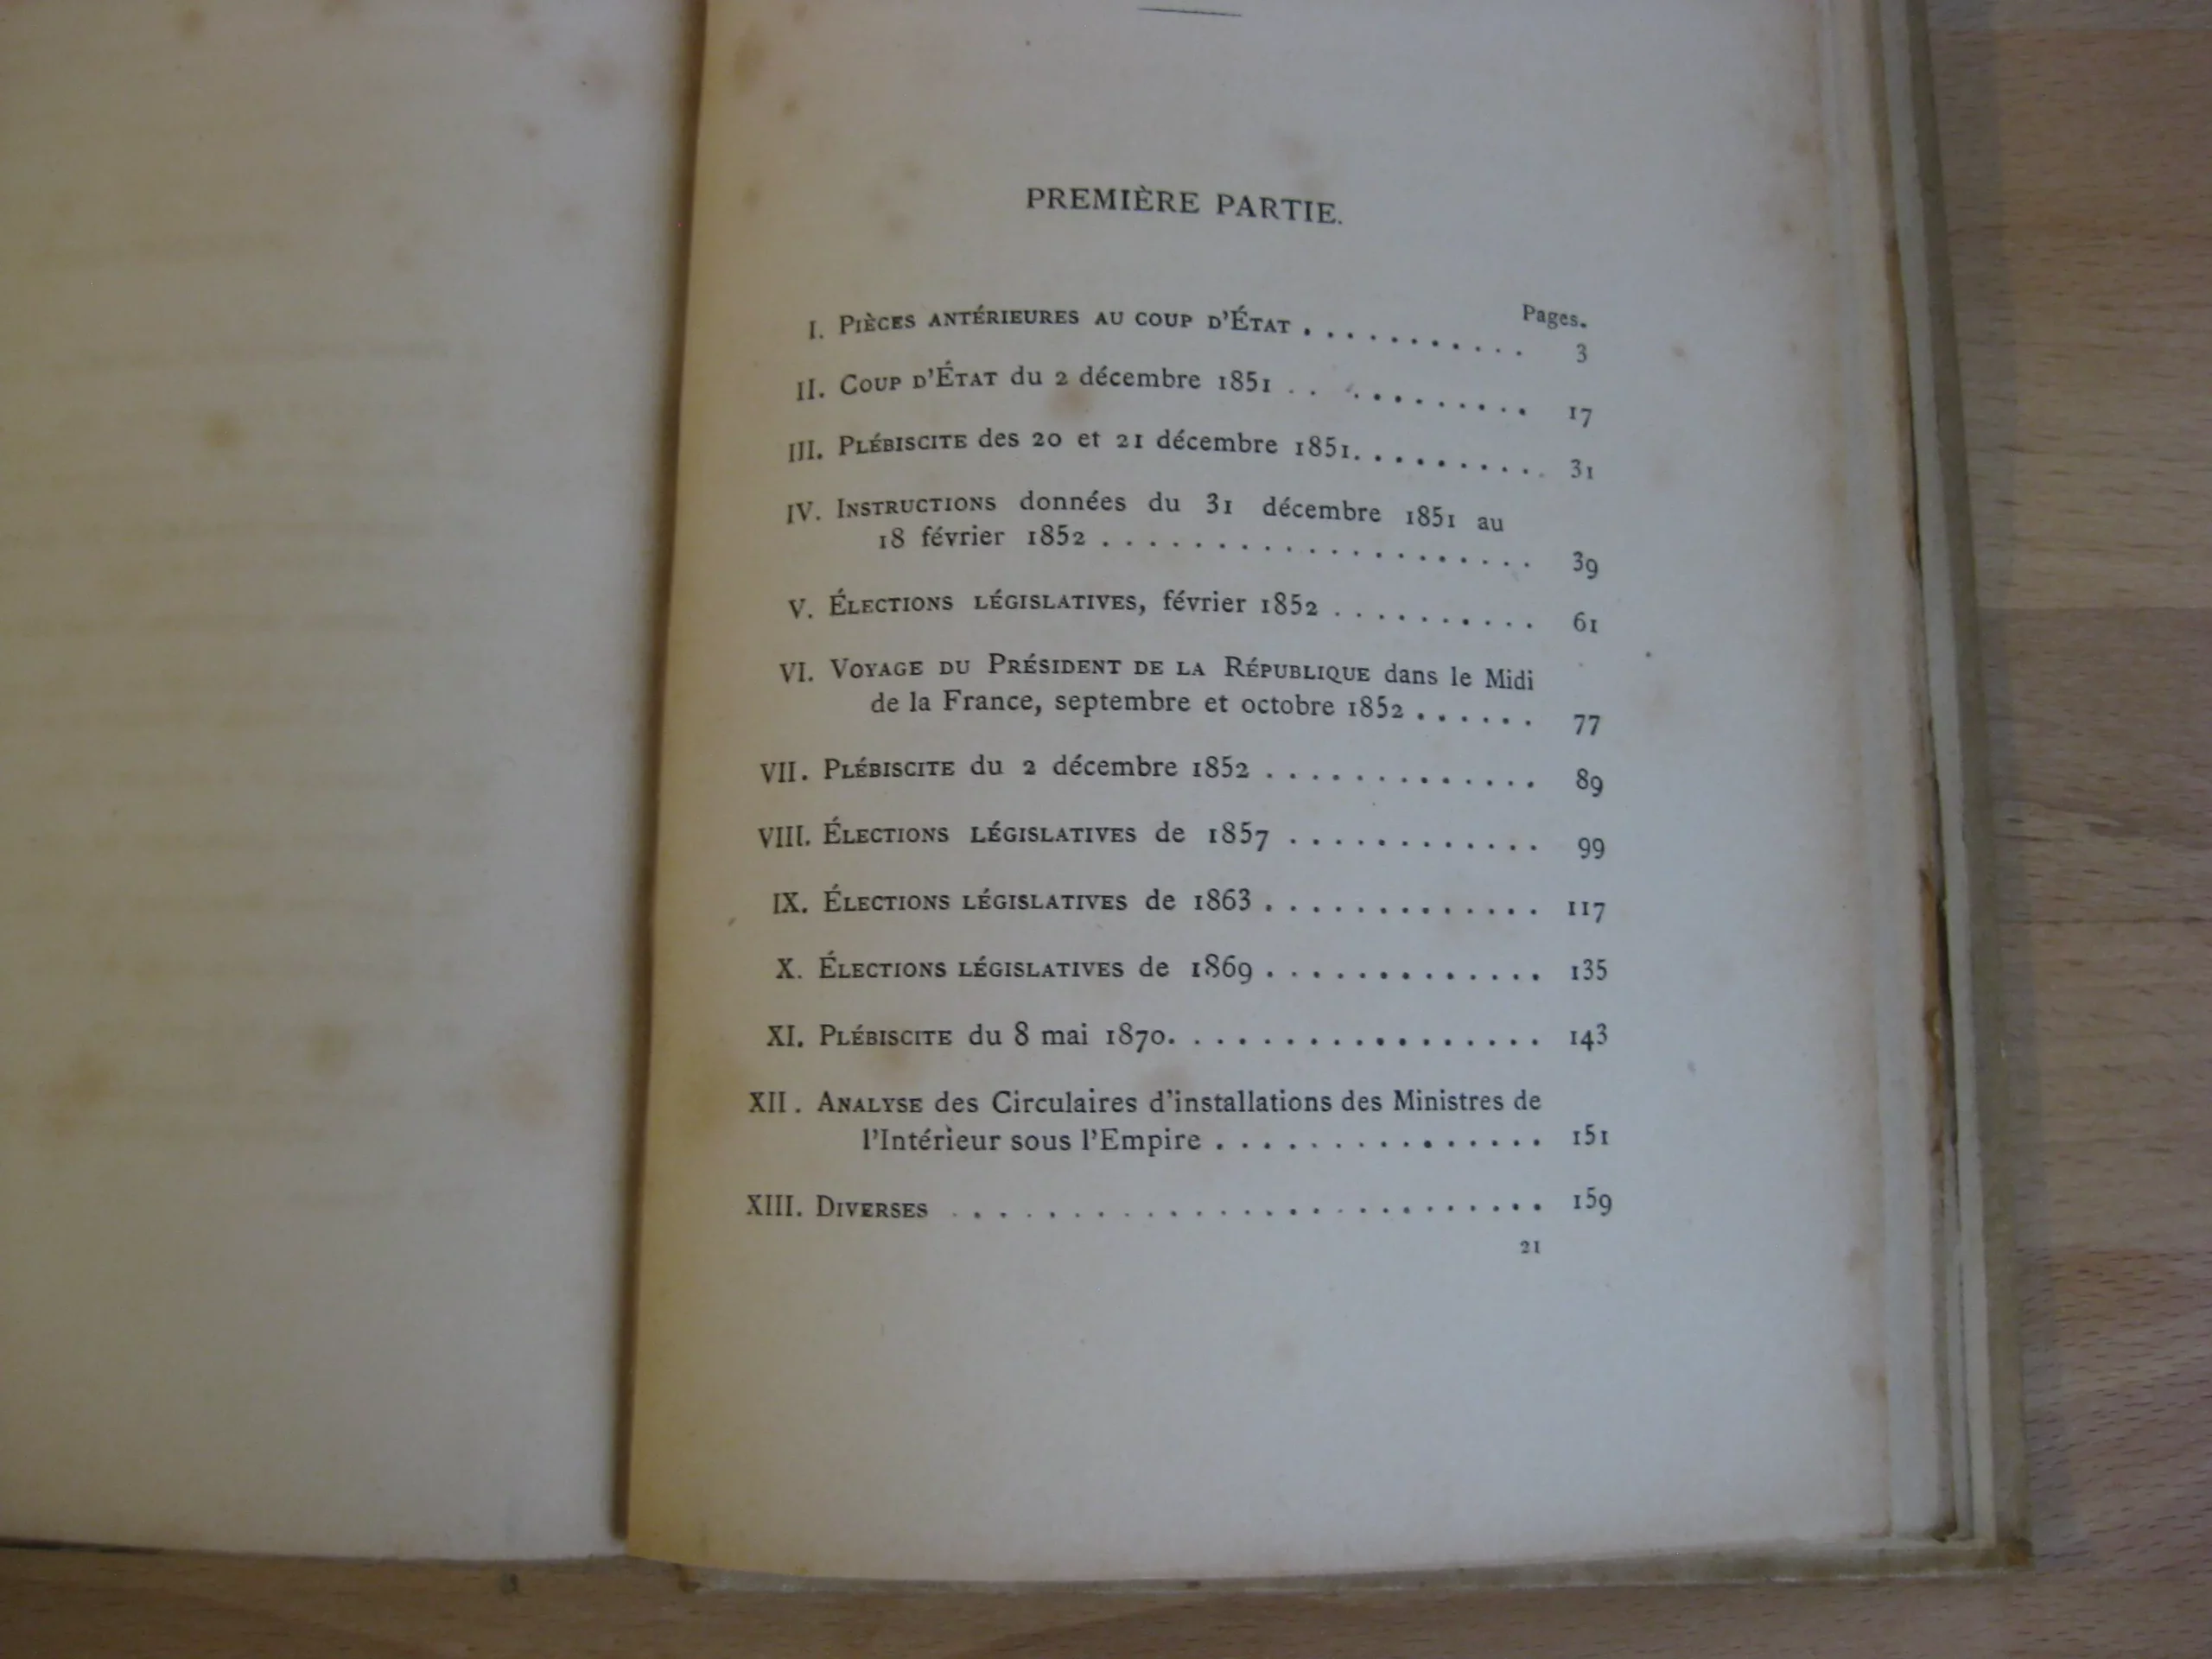 PREMIÈRE PARTIE.
Pages.
I. PIÈCES ANTÉRIEURES AU COUP D'ÉTAT . . . . . . . . . . . 3
II. COUP D'ÉTAT du 2 décembre 1851 . . . . . . . . . . . 17
III. PLÉBISCITE des 20 et 21 décembre 1851. . . . . . . . . . 31
IV. INSTRUCTIONS données du 31 décembre 1851 au
18 février 1852 . . . . . . . . . . . . . . . . . . . 39
V. ÉLECTIONS LÉGISLATIVES, février 1852 . . . . . . . . . . 61
VI. VOYAGE DU PRÉSIDENT DE LA RÉPUBLIQUE dans le Midi
de la France, septembre et octobre 1852 . . . . . . 77
VII. PLÉBISCITE du 2 décembre 1852 . . . . . . . . . . . . . 89
VIII. ÉLECTIONS LÉGISLATIVES de 1857 . . . . . . . . . . . . 99
IX. ÉLECTIONS LÉGISLATIVES de 1863 . . . . . . . . . . . . . 117
X. ÉLECTIONS LÉGISLATIVES de 1869 . . . . . . . . . . . . . 135
XI. PLÉBISCITE du 8 mai 1870. . . . . . . . . . . . . . . . . 143
XII. ANALYSE des Circulaires d'installations des Ministres de
l'Intérieur sous l'Empire . . . . . . . . . . . . . . . 151
XIII. DIVERSES . . . . . . . . . . . . . . . . . . . . . . . . . 159
21